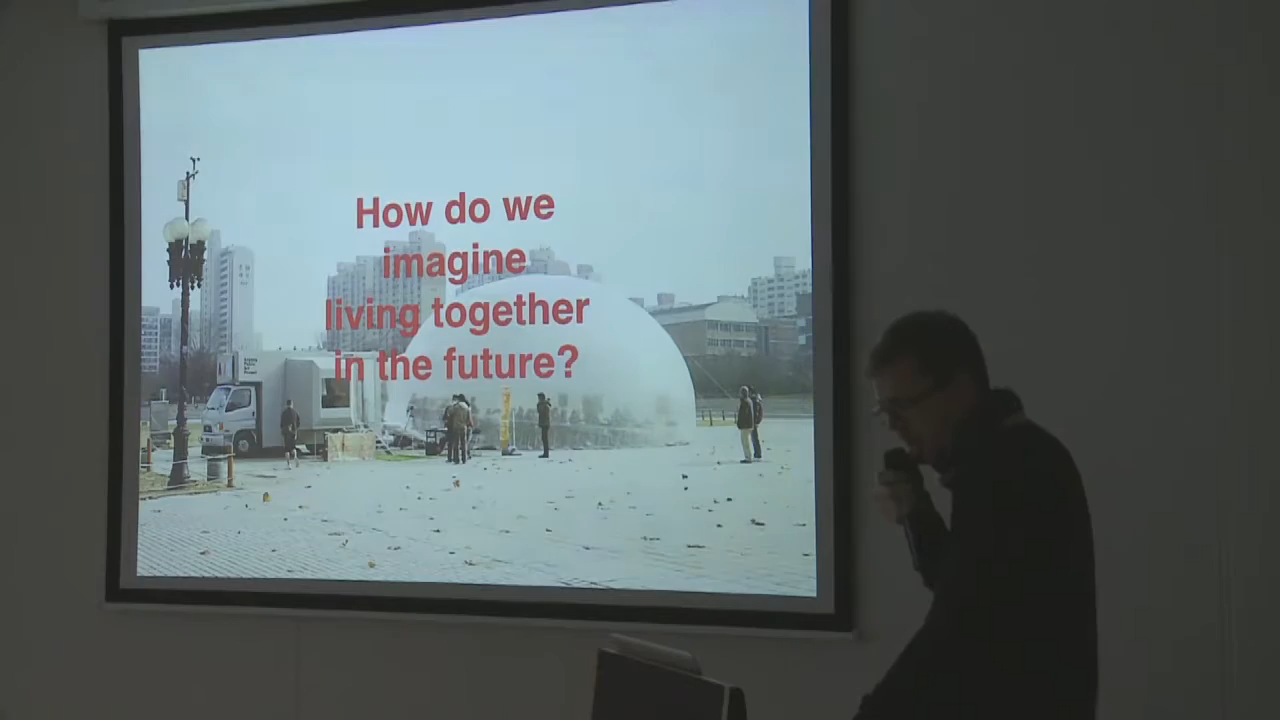 How do we
imagine
living together
in the future?